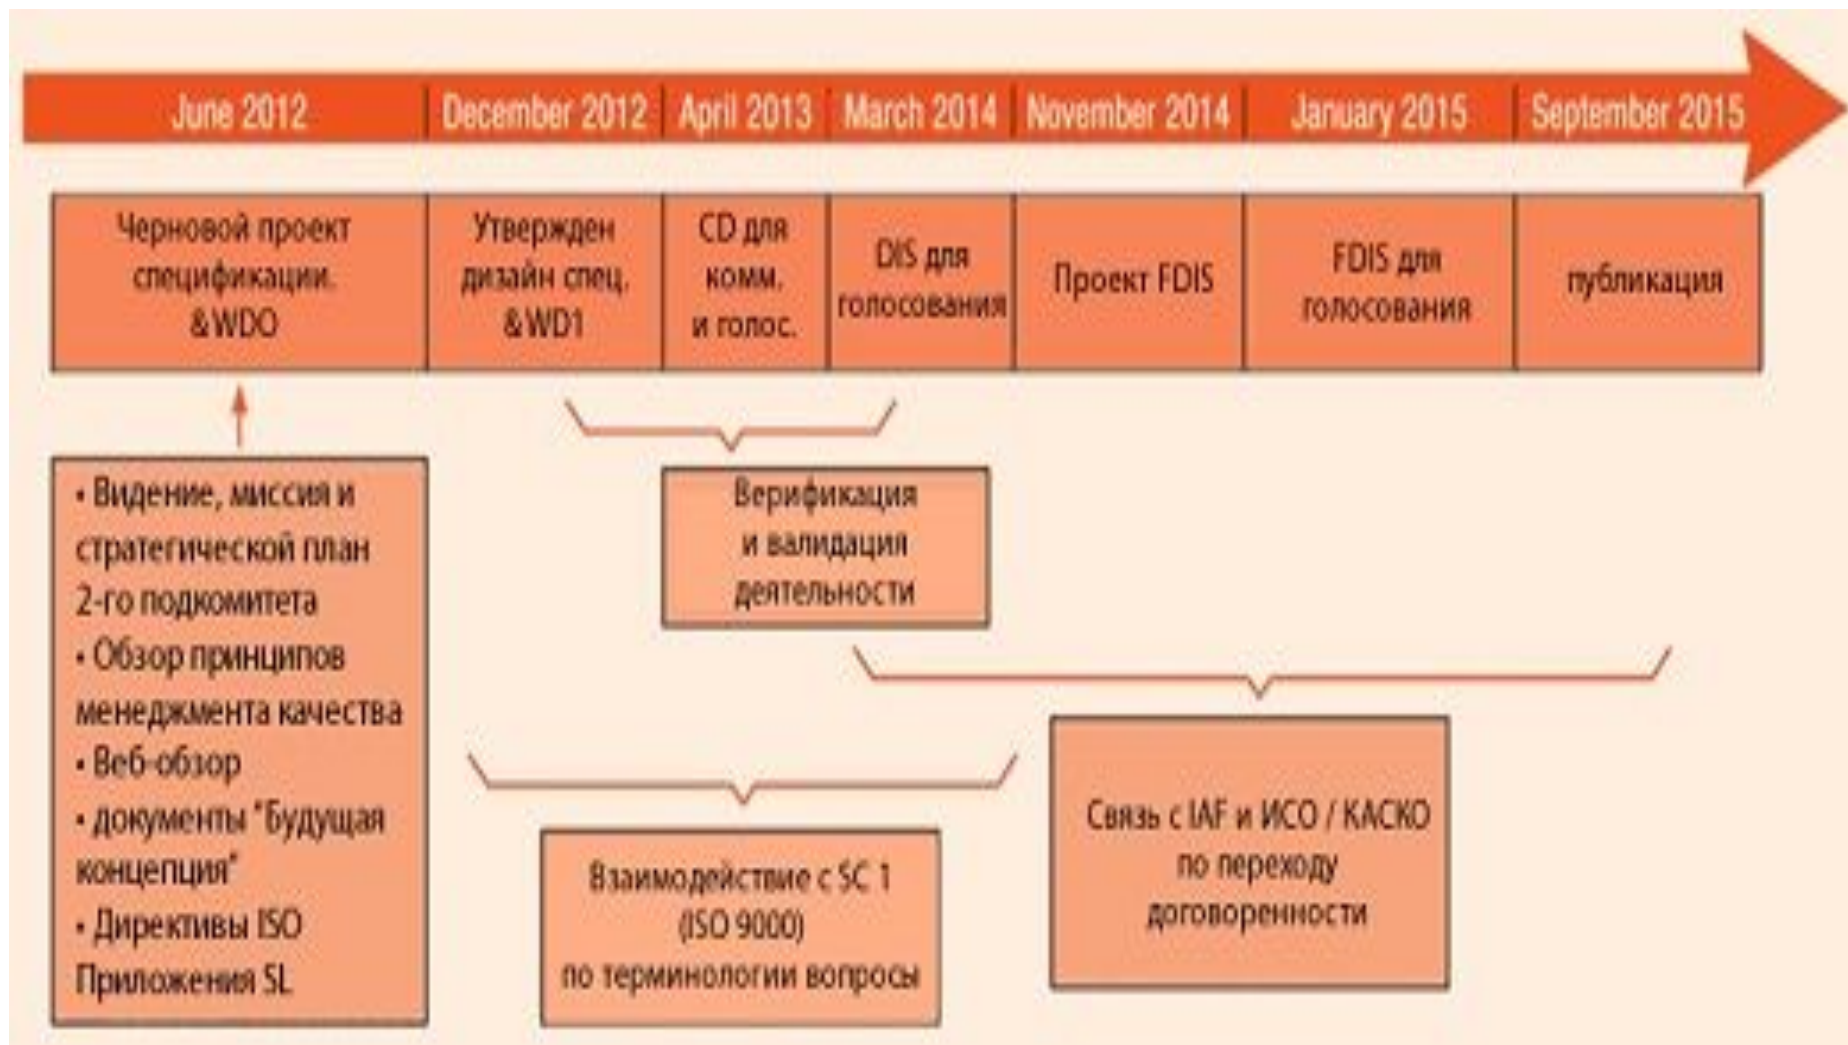 June 2012
December 2012
April 2013
March 2014
November 2014
January 2015
September 2015
Черновой проект
спецификации.
&WDO
Утвержден
дизайн спец.
&WD1
CD для
комм.
и голос.
DIS для
голосования
Проект FDIS
FDIS для
голосования
публикация
• Видение, миссия и
стратегической план
2-го подкомитета
• Обзор принципов
менеджмента качества
• Веб-обзор
• документы "Будущая
концепция"
• Директивы ISO
Приложения SL
Верификация
и валидация
деятельности
Взаимодействие с SC 1
(ISO 9000)
по терминологии вопросы
Связь с IAF и ИСО / КАСКО
по переходу
договоренности